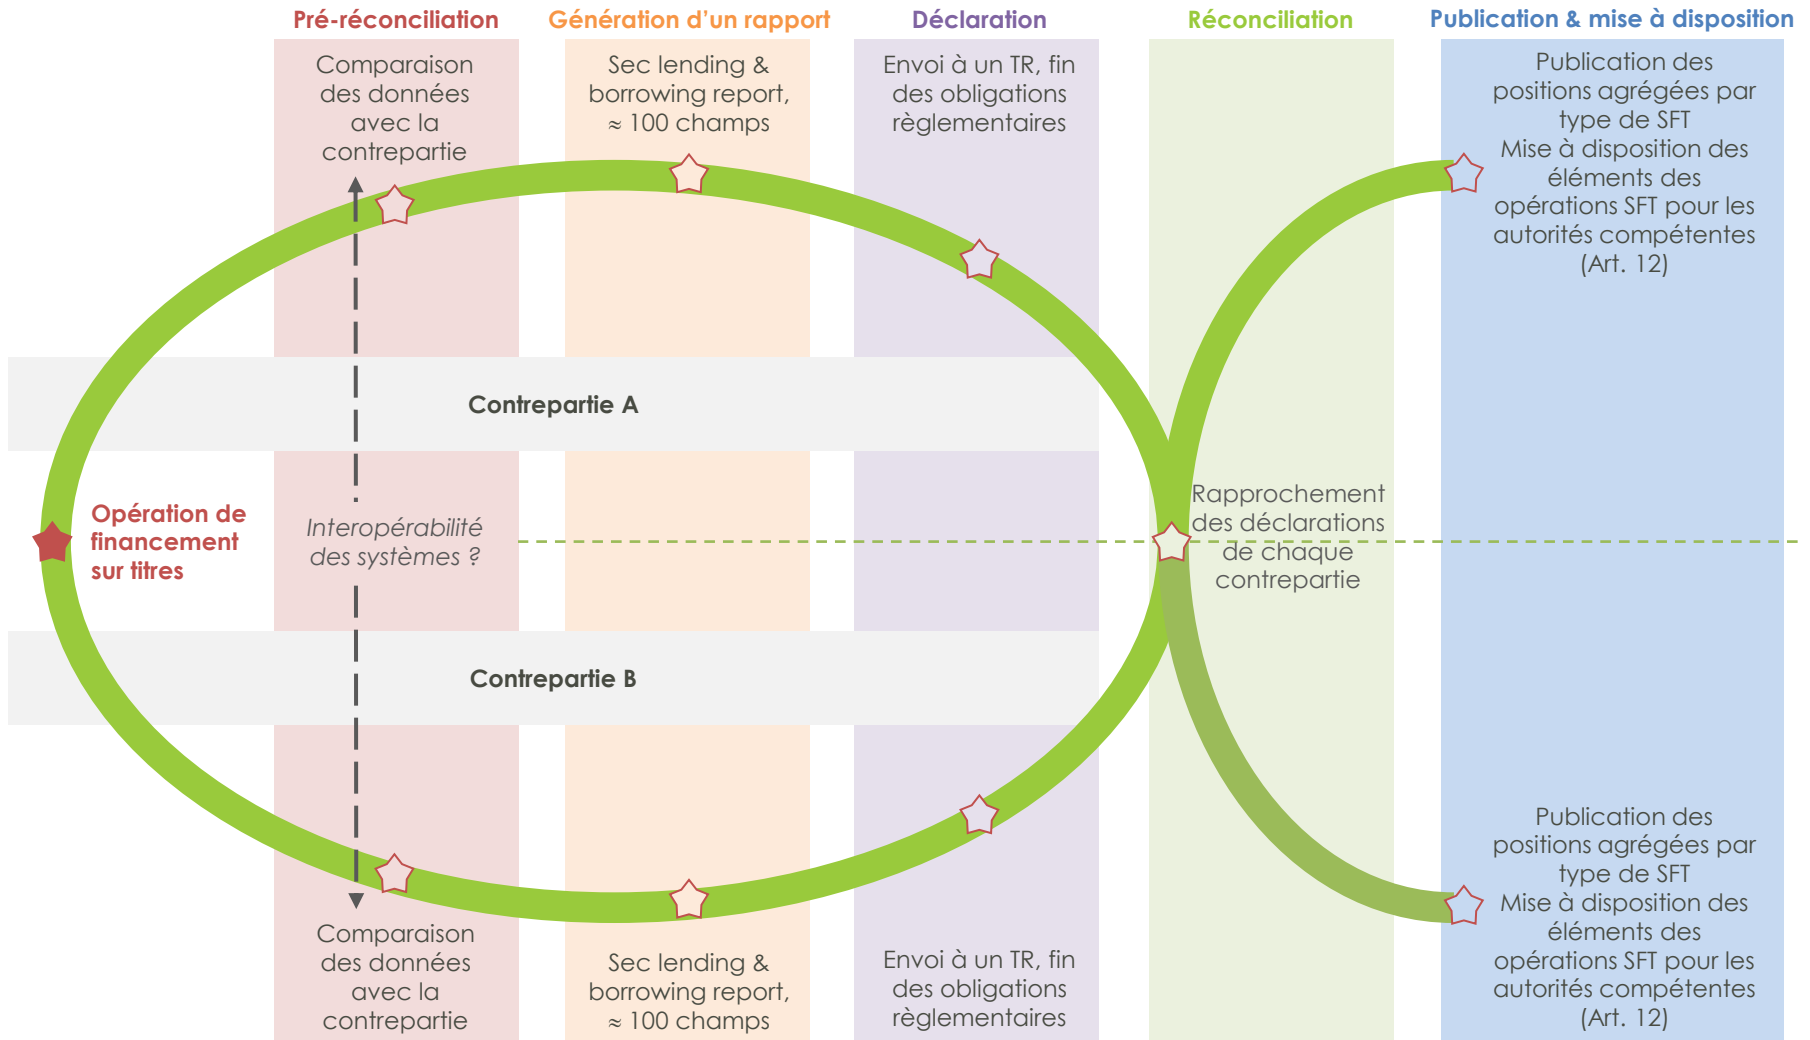 Pré-réconciliation
Génération d'un rapport
Déclaration
Réconciliation
Publication & mise à disposition
Comparaison
des données
avec la
contrepartie
Sec lending &
borrowing report,
≈ 100 champs
Envoi à un TR, fin
des obligations
règlementaires
Publication des
positions agrégées par
type de SFT
Mise à disposition des
éléments des
opérations SFT pour les
autorités compétentes
(Art. 12)
Contrepartie A
Opération de
financement
sur titres
Interopérabilité
des systèmes ?
Rapprochement
des déclarations
de chaque
contrepartie
Contrepartie B
Comparaison
des données
avec la
contrepartie
Sec lending &
borrowing report,
≈ 100 champs
Envoi à un TR, fin
des obligations
règlementaires
Publication des
positions agrégées par
type de SFT
Mise à disposition des
éléments des
opérations SFT pour les
autorités compétentes
(Art. 12)